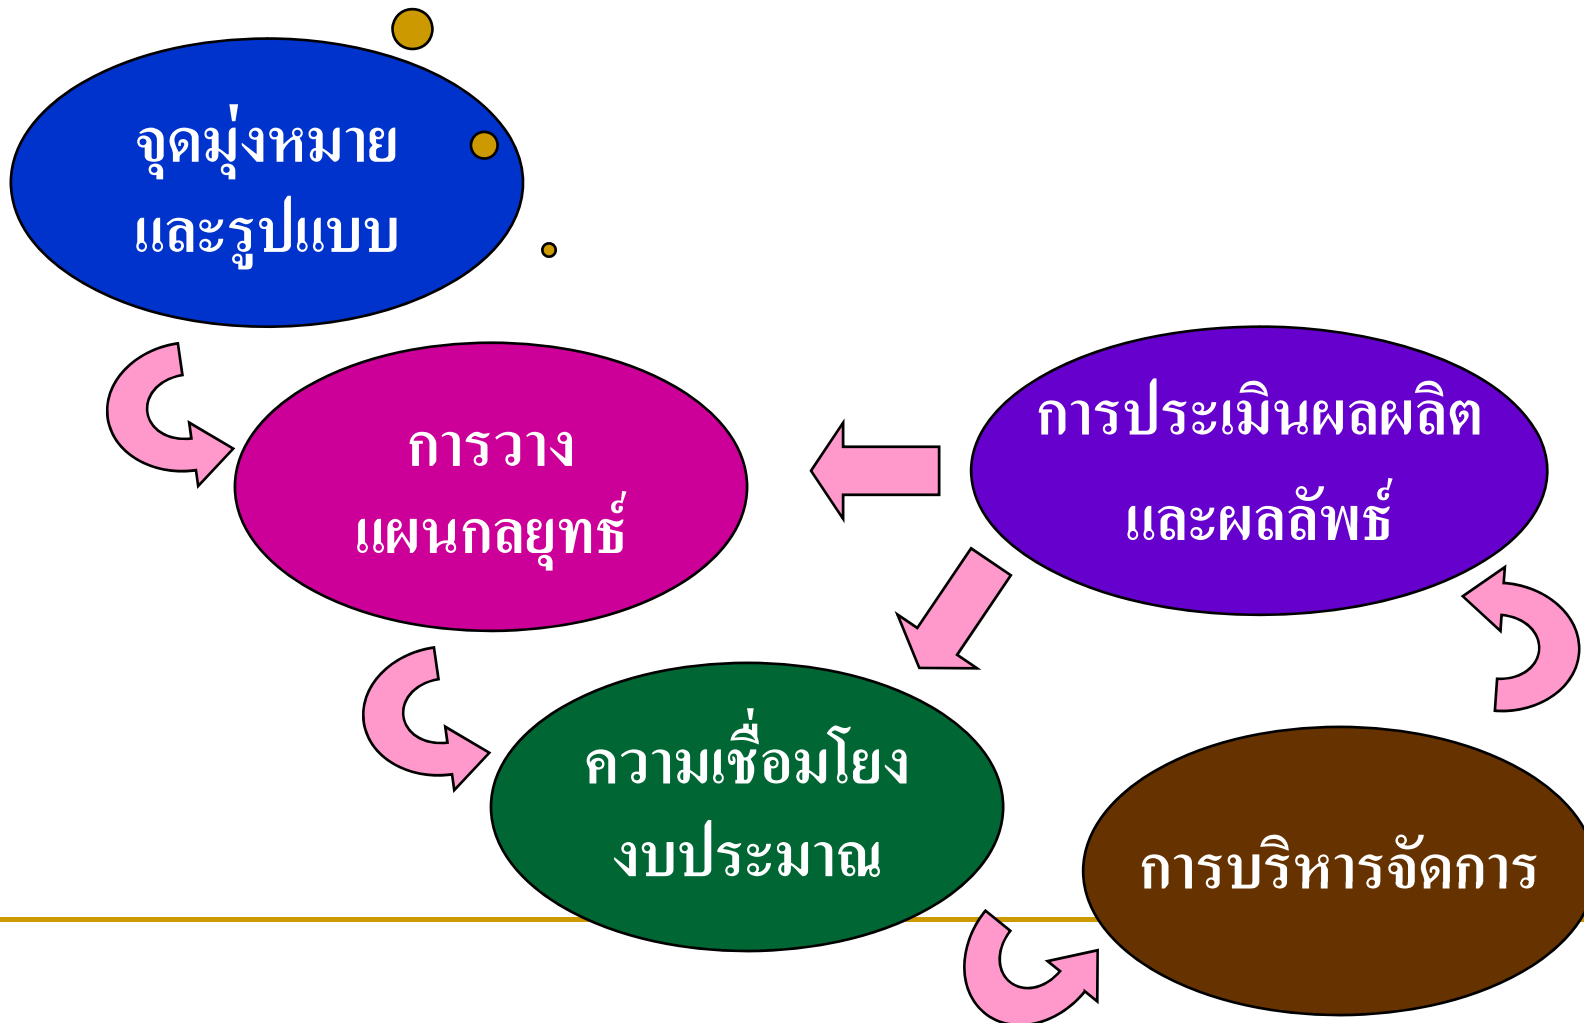 จุดมุ่งหมาย
และรูปแบบ
การวาง
แผนกลยุทธ์
การประเมินผลผลิต
และผลลัพธ์
ความเชื่อมโยง
งบประมาณ
การบริหารจัดการ